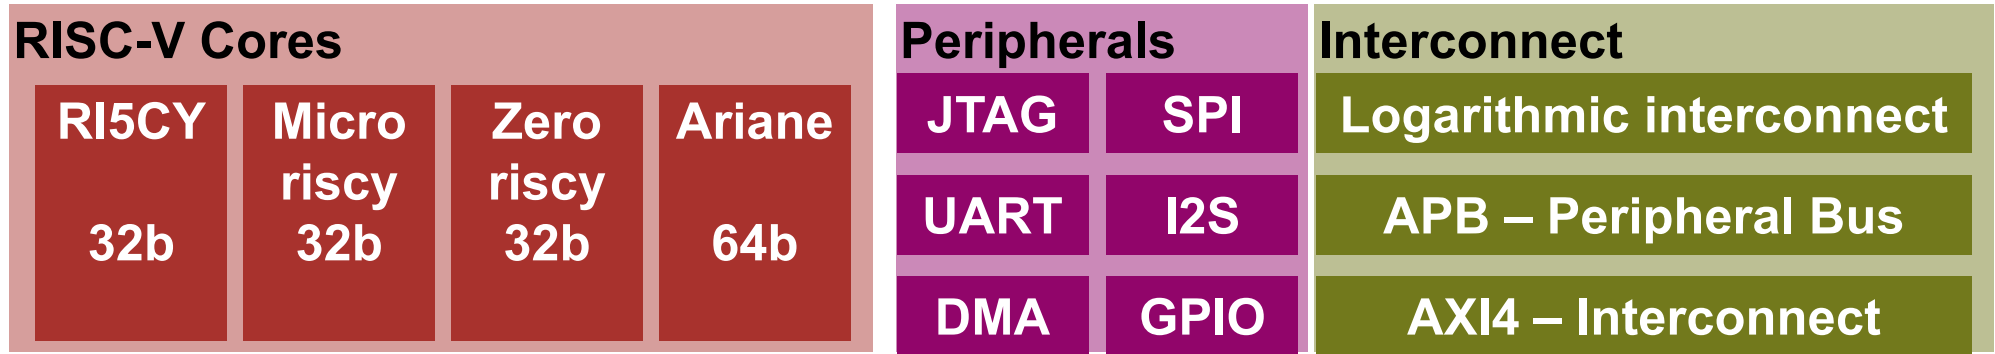 RISC-V Cores
RI5CY
32b
Micro
riscy
32b
Zero
riscy
32b
Ariane
64b
Peripherals
JTAG
SPI
UART
I2S
DMA
GPIO
Interconnect
Logarithmic interconnect
APB – Peripheral Bus
AXI4 – Interconnect